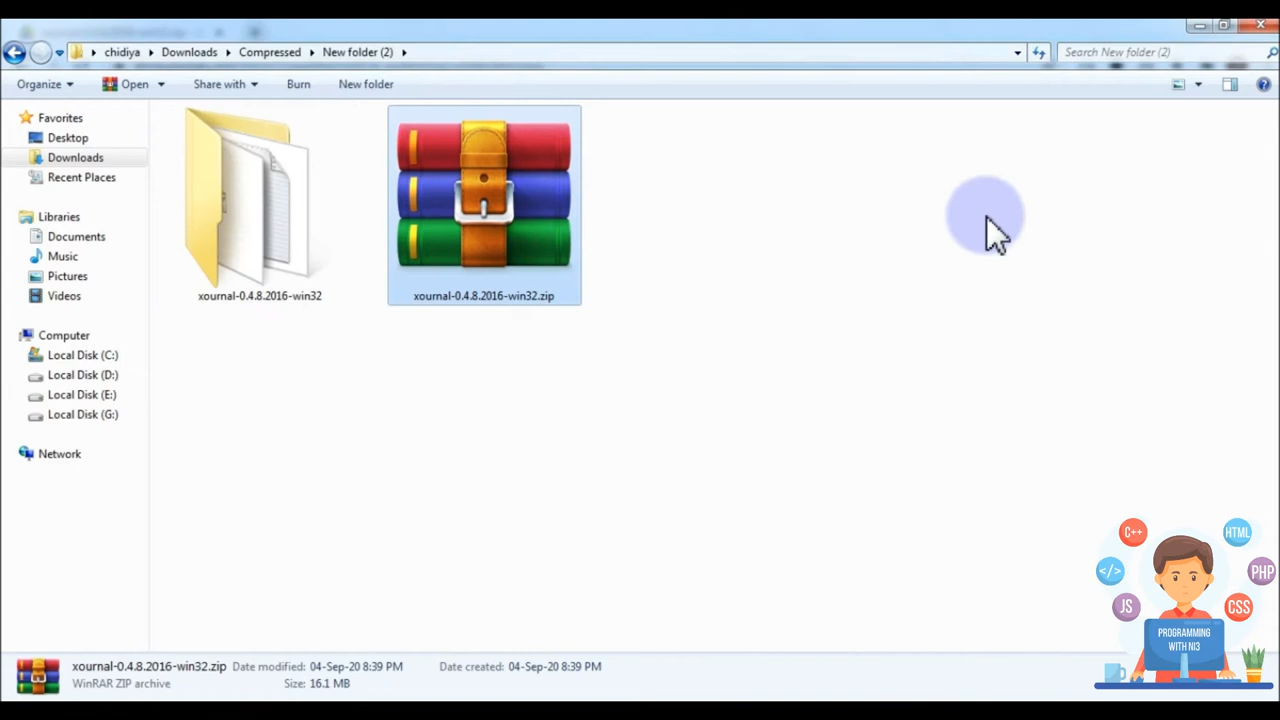 chidiya Downloads Compressed New folder (2)
Search New folder (2)
Organize Open Share with Burn New folder
Favorites
Desktop
Downloads
Recent Places
Libraries
Documents
Music
Pictures
Videos
Computer
Local Disk (C:)
Local Disk (D:)
Local Disk (E:)
Local Disk (G:)
Network
xournal-0.4.8.2016-win32
xournal-0.4.8.2016-win32.zip
C++
HTML
</>
PHP
JS
CSS
PROGRAMMING
WITH NI3
xournal-0.4.8.2016-win32.zip Date modified: 04-Sep-20 8:39 PM Date created: 04-Sep-20 8:39 PM
WinRAR ZIP archive Size: 16.1 MB